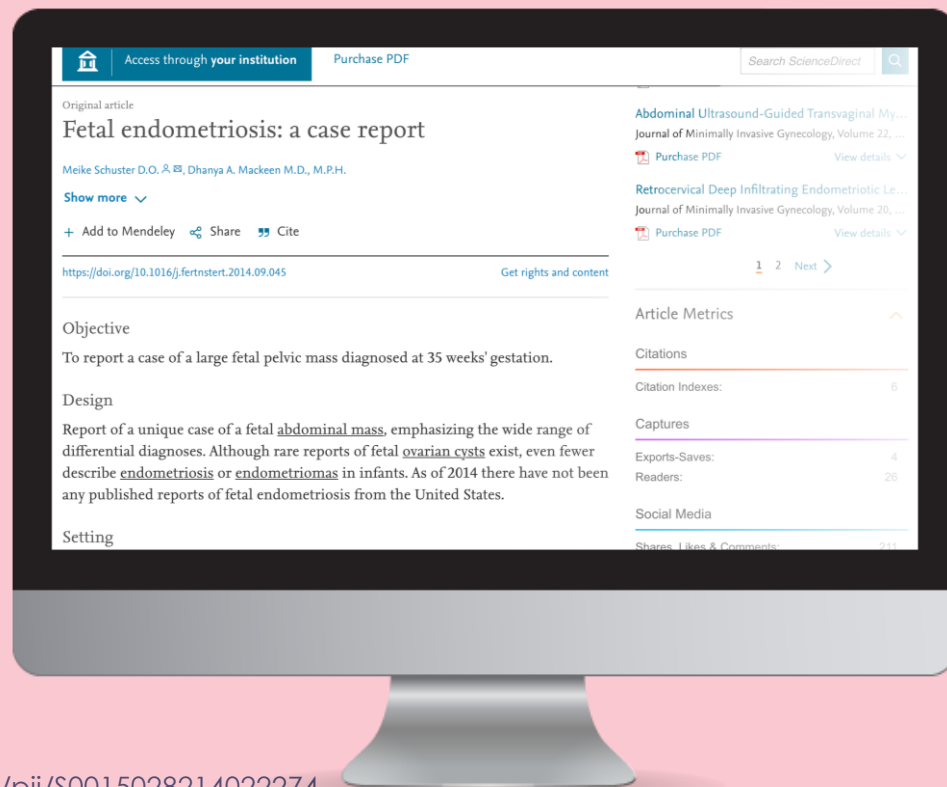 Access through your institution
Purchase PDF
Search ScienceDirect
Original article
Fetal endometriosis: a case report
Meike Schuster D.O. , Dhanya A. Mackeen M.D., M.P.H.
Show more
+ Add to Mendeley Share Cite
https://doi.org/10.1016/j.fertnstert.2014.09.045
Get rights and content
Objective
To report a case of a large fetal pelvic mass diagnosed at 35 weeks' gestation.
Design
Report of a unique case of a fetal abdominal mass, emphasizing the wide range of
differential diagnoses. Although rare reports of fetal ovarian cysts exist, even fewer
describe endometriosis or endometriomas in infants. As of 2014 there have not been
any published reports of fetal endometriosis from the United States.
Setting
Abdominal Ultrasound-Guided Transvaginal My...
Journal of Minimally Invasive Gynecology, Volume 22, ...
Purchase PDF View details
Retrocervical Deep Infiltrating Endometriotic Le...
Journal of Minimally Invasive Gynecology, Volume 20, ...
Purchase PDF View details
1 2 Next
Article Metrics
Citations
Citation Indexes: 6
Captures
Exports-Saves: 4
Readers: 26
Social Media
Shares, Likes & Comments: 211
/pii/S0015028214022274